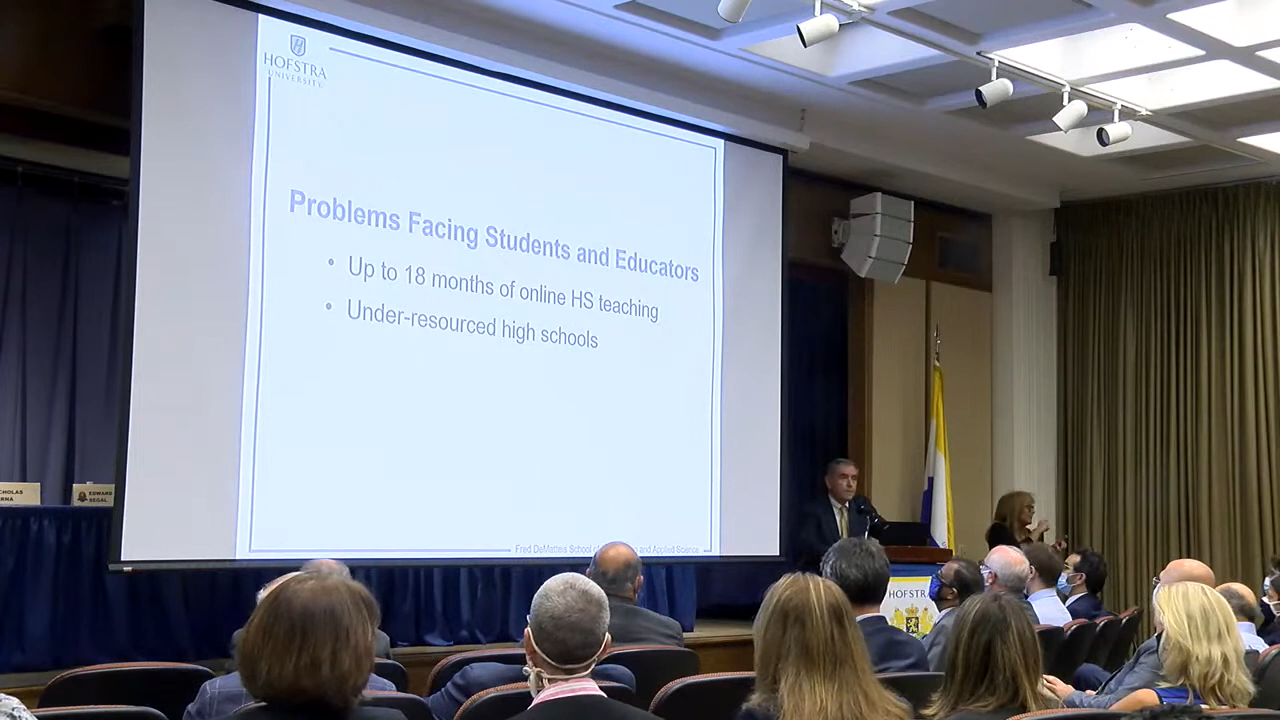 HOFSTRA
UNIVERSITY
Problems Facing Students and Educators
• Up to 18 months of online HS teaching
• Under-resourced high schools
Fred DeMatteis School of and Applied Science
EDWARD
SEGAL
HOFSTRA